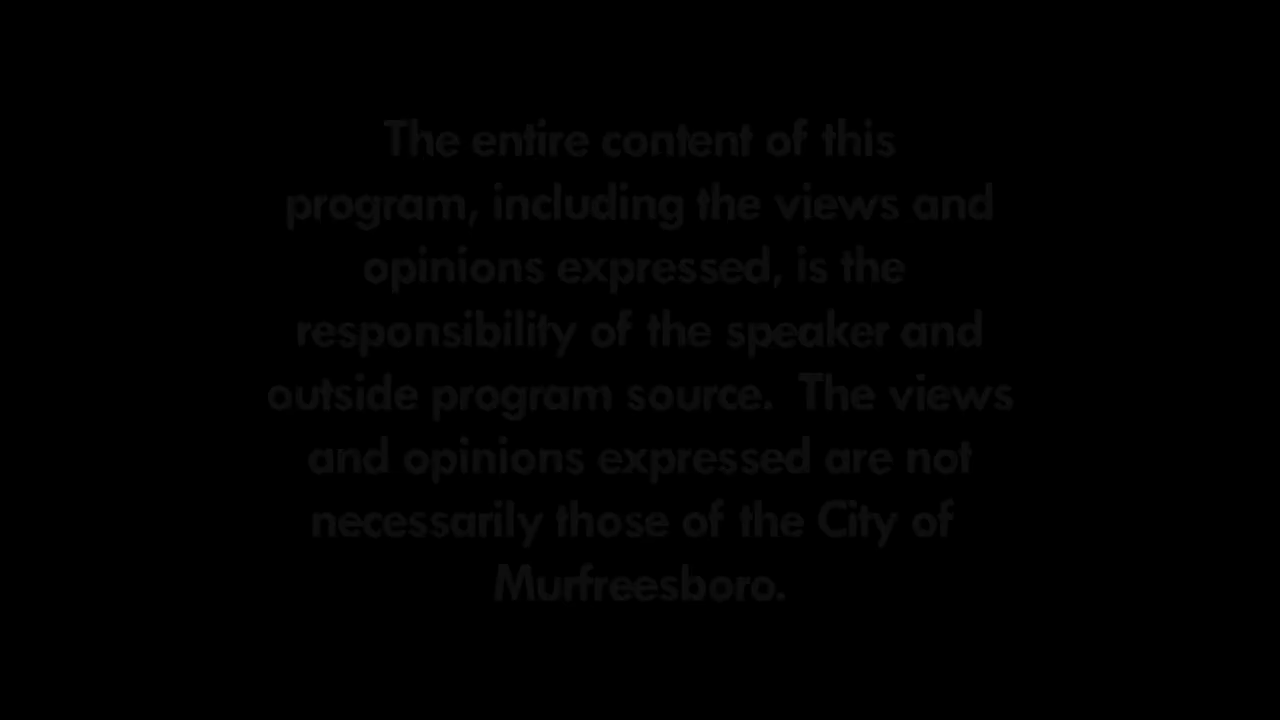 The entire content of this
program, including the views and
opinions expressed, is the
responsibility of the speaker and
outside program source.  The views
and opinions expressed are not
necessarily those of the City of
Murfreesboro.